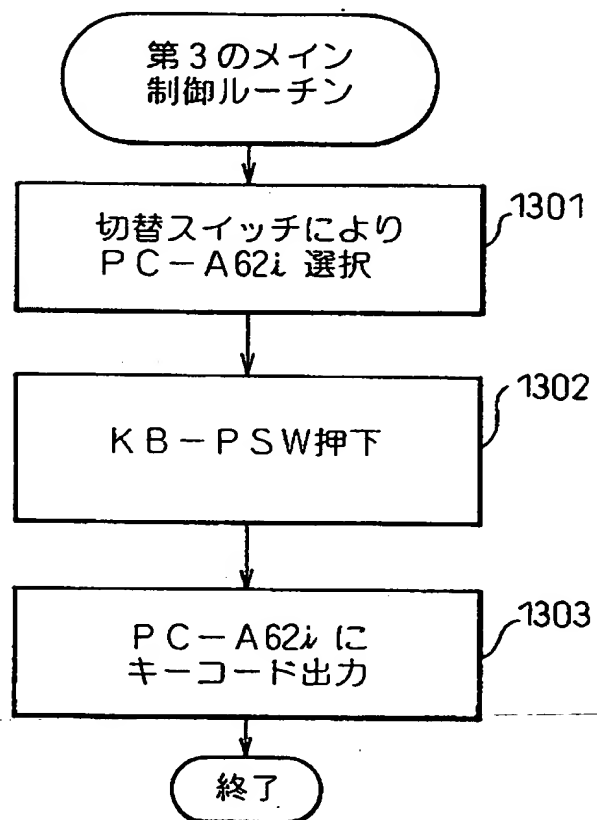 第3のメイン
制御ルーチン
切替スイッチにより
PC－A62i 選択
1301
KB－PSW押下
1302
PC－A62i に
キーコード出力
1303
終了